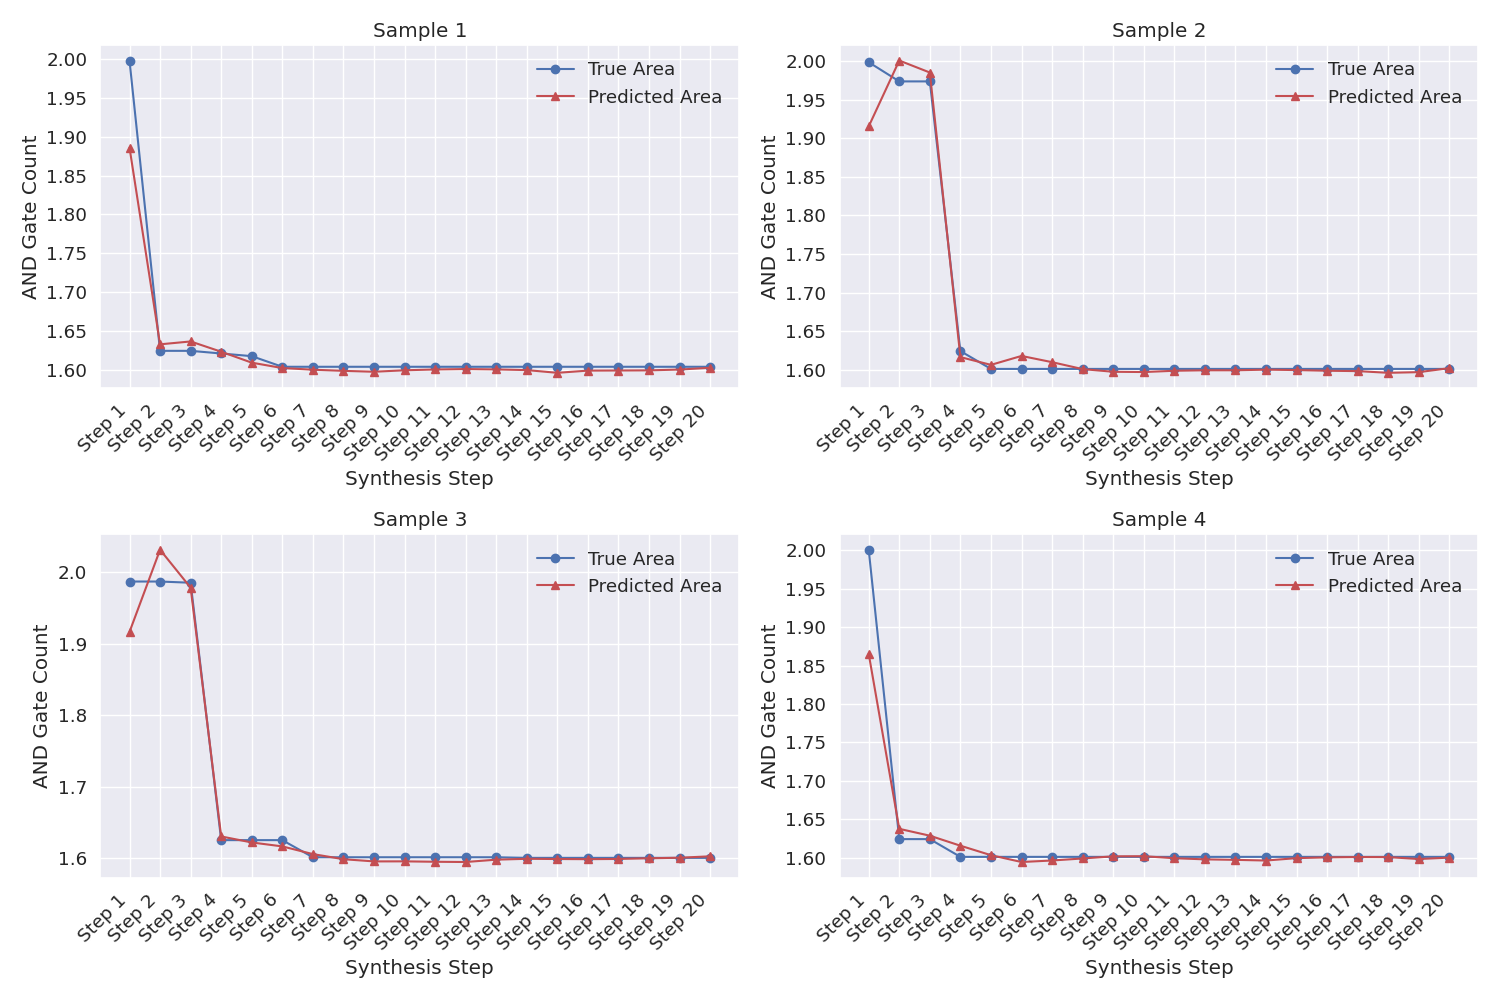 Sample 1
AND Gate Count
2.00
1.95
1.90
1.85
1.80
1.75
1.70
1.65
1.60
True Area
Predicted Area
Step 1
Step 2
Step 3
Step 4
Step 5
Step 6
Step 7
Step 8
Step 9
Step 10
Step 11
Step 12
Step 13
Step 14
Step 15
Step 16
Step 17
Step 18
Step 19
Step 20
Synthesis Step
Sample 2
AND Gate Count
2.00
1.95
1.90
1.85
1.80
1.75
1.70
1.65
1.60
True Area
Predicted Area
Step 1
Step 2
Step 3
Step 4
Step 5
Step 6
Step 7
Step 8
Step 9
Step 10
Step 11
Step 12
Step 13
Step 14
Step 15
Step 16
Step 17
Step 18
Step 19
Step 20
Synthesis Step
Sample 3
AND Gate Count
2.0
1.9
1.8
1.7
1.6
True Area
Predicted Area
Step 1
Step 2
Step 3
Step 4
Step 5
Step 6
Step 7
Step 8
Step 9
Step 10
Step 11
Step 12
Step 13
Step 14
Step 15
Step 16
Step 17
Step 18
Step 19
Step 20
Synthesis Step
Sample 4
AND Gate Count
2.00
1.95
1.90
1.85
1.80
1.75
1.70
1.65
1.60
True Area
Predicted Area
Step 1
Step 2
Step 3
Step 4
Step 5
Step 6
Step 7
Step 8
Step 9
Step 10
Step 11
Step 12
Step 13
Step 14
Step 15
Step 16
Step 17
Step 18
Step 19
Step 20
Synthesis Step